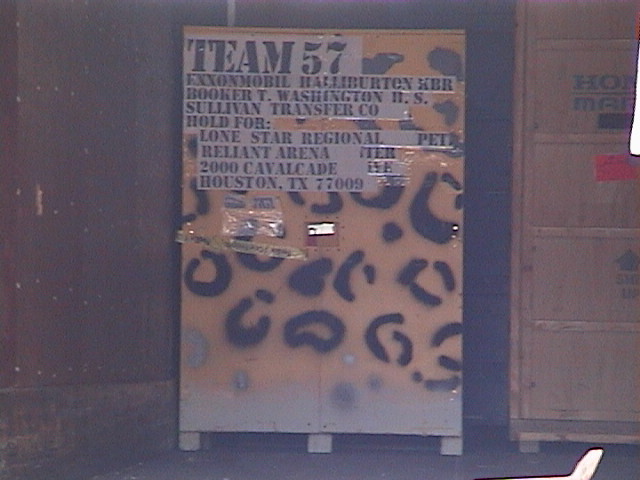 TEAM 57
EXXONMOBIL HALLIBURTON KBR
BOOKER T. WASHINGTON H. S.
SULLIVAN TRANSFER CO
HOLD FOR:
LONE STAR REGIONAL
RELIANT ARENA
2000 CAVALCADE
HOUSTON, TX 77009